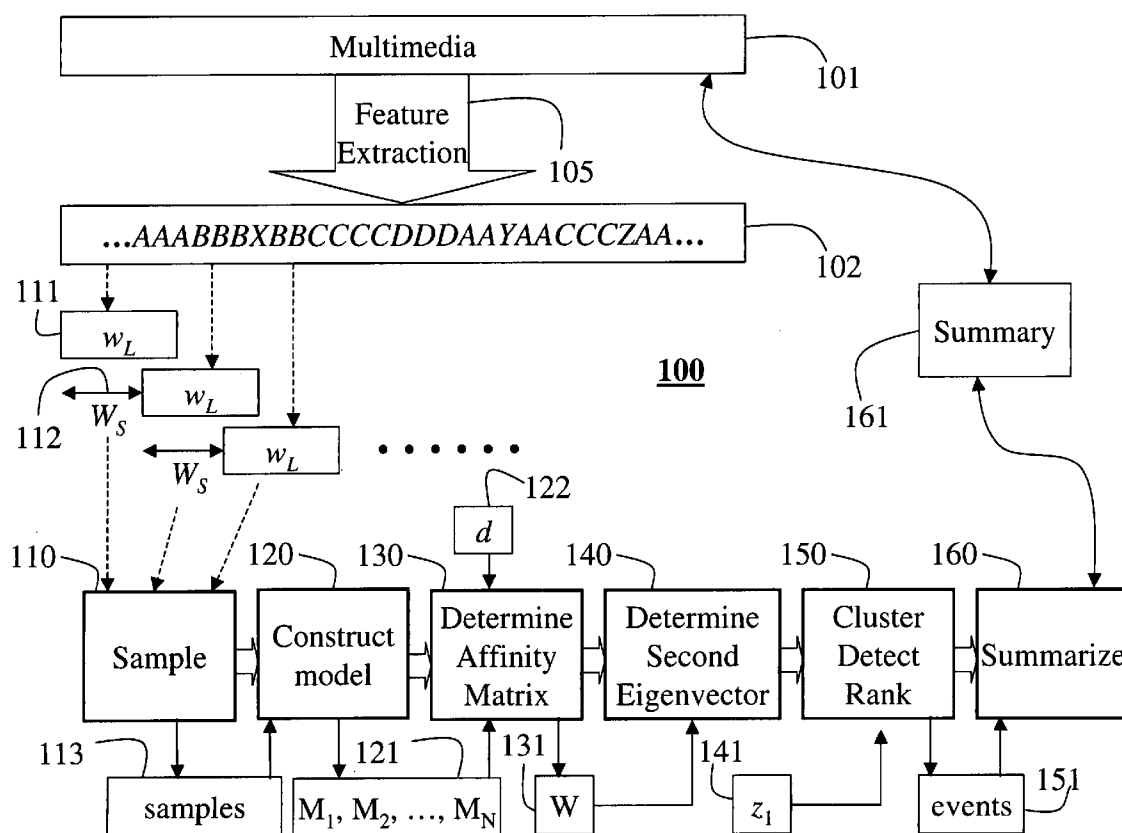 Multimedia
101
Feature
Extraction
105
...AAABBBXBBCCCCDDDAAYAACCCZAA...
102
111
w_L
Summary
100
w_L
112
W_S
161
w_L
W_S
122
d
110
120
130
140
150
160
Sample
Construct
model
Determine
Affinity
Matrix
Determine
Second
Eigenvector
Cluster
Detect
Rank
Summarize
113
121
131
141
151
samples
M_1, M_2, ..., M_N
W
z_1
events